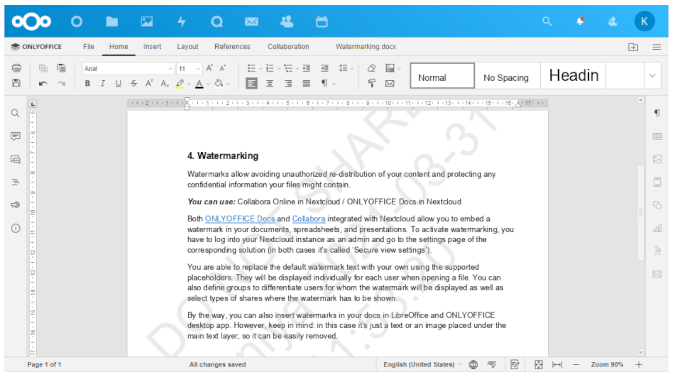 K
ONLYOFFICE File Home Insert Layout References Collaboration Watermarking.docx
Arial 11 Normal No Spacing Headin
B I U S A² A₂ A
4. Watermarking
Watermarks allow avoiding unauthorized re-distribution of your content and protecting any
confidential information your files might contain.
You can use: Collabora Online in Nextcloud / ONLYOFFICE Docs in Nextcloud
Both ONLYOFFICE Docs and Collabora integrated with Nextcloud allow you to embed a
watermark in your documents, spreadsheets, and presentations. To activate watermarking, you
have to log into your Nextcloud instance as an admin and go to the settings page of the
corresponding solution (in both cases it's called 'Secure view settings').
You are able to replace the default watermark text with your own using the supported
placeholders. They will be displayed individually for each user when opening a file. You can
also define groups to differentiate users for whom the watermark will be displayed as well as
select types of shares where the watermark has to be shown.
By the way, you can also insert watermarks in your docs in LibreOffice and ONLYOFFICE
desktop app. However, keep in mind: in this case it's just a text or an image placed under the
main text layer, so it can be easily removed.
DO NOT SHARE
2021-03-31
Page 1 of 1 All changes saved English (United States) Zoom 90%